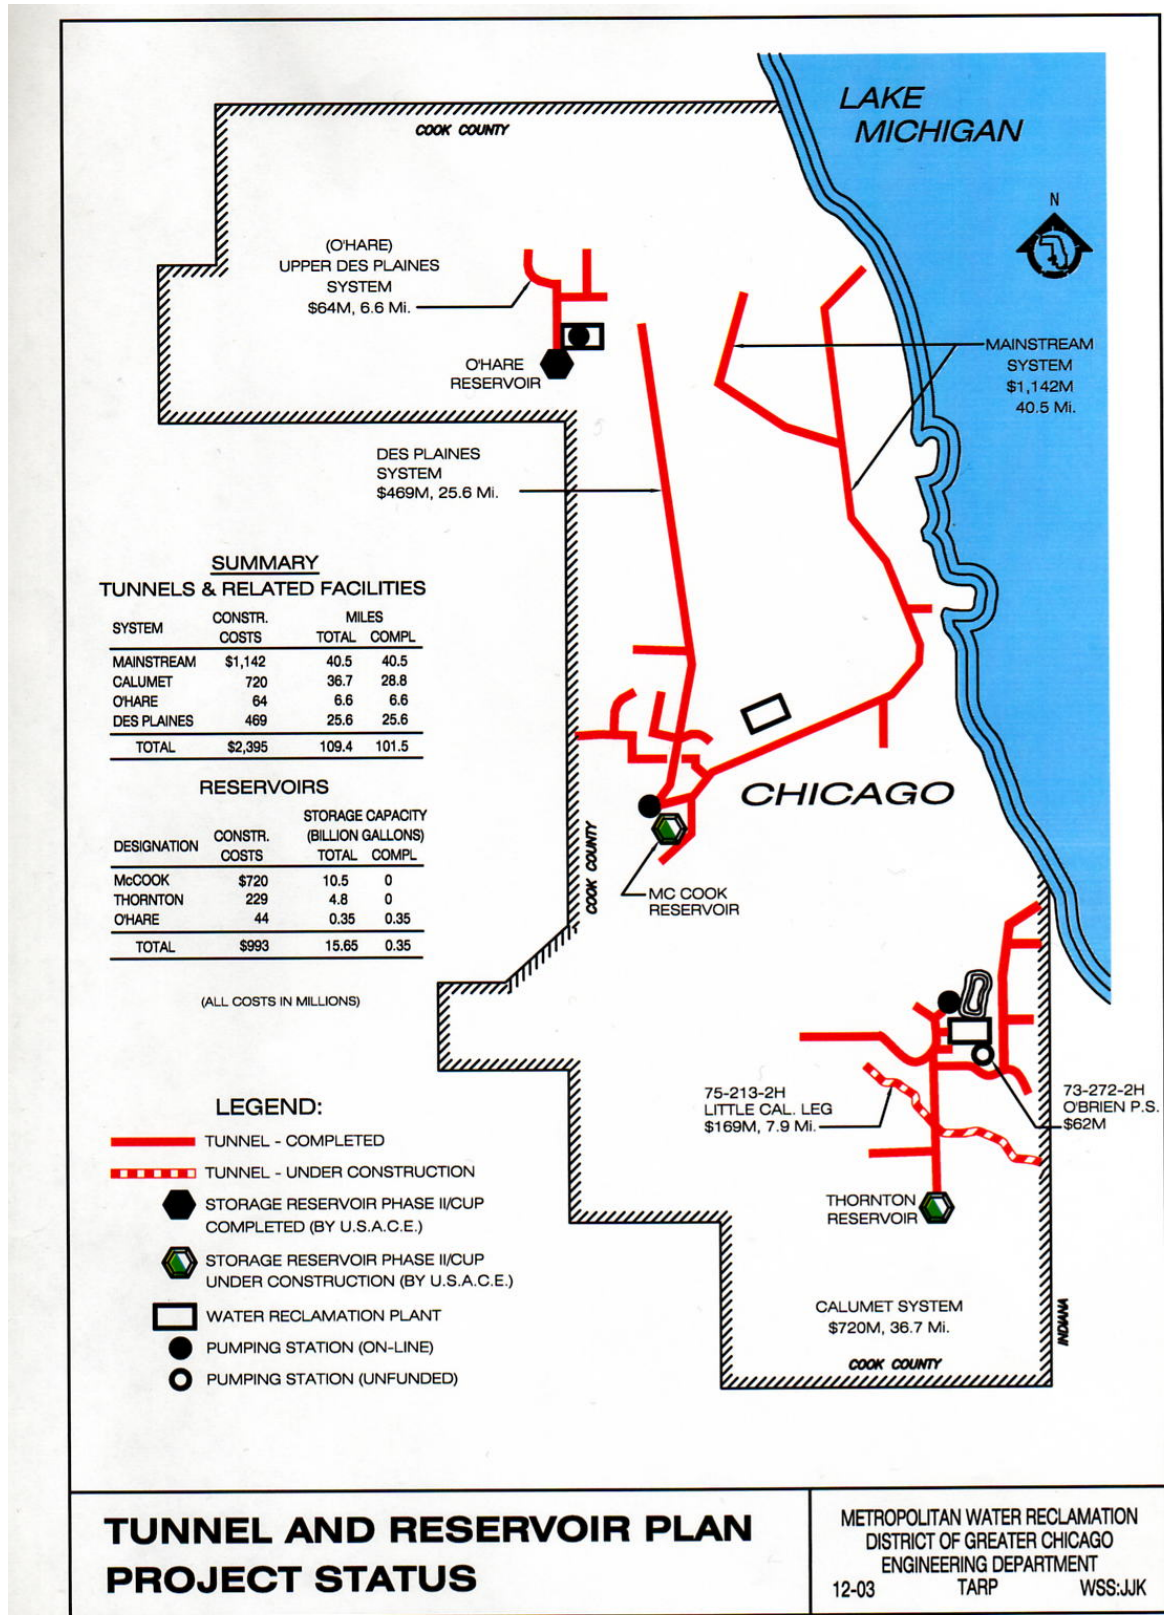 LAKE
MICHIGAN
COOK COUNTY
N
(O'HARE)
UPPER DES PLAINES
SYSTEM
$64M, 6.6 Mi.
O'HARE
RESERVOIR
MAINSTREAM
SYSTEM
$1,142M
40.5 Mi.
DES PLAINES
SYSTEM
$469M, 25.6 Mi.
SUMMARY
TUNNELS & RELATED FACILITIES
SYSTEM CONSTR. COSTS MILES TOTAL COMPL
MAINSTREAM $1,142 40.5 40.5
CALUMET 720 36.7 28.8
O'HARE 64 6.6 6.6
DES PLAINES 469 25.6 25.6
TOTAL $2,395 109.4 101.5
RESERVOIRS
DESIGNATION CONSTR. COSTS STORAGE CAPACITY (BILLION GALLONS) TOTAL COMPL
McCOOK $720 10.5 0
THORNTON 229 4.8 0
O'HARE 44 0.35 0.35
TOTAL $993 15.65 0.35
(ALL COSTS IN MILLIONS)
CHICAGO
COOK COUNTY
MC COOK
RESERVOIR
75-213-2H
LITTLE CAL. LEG
$169M, 7.9 Mi.
73-272-2H
O'BRIEN P.S.
$62M
THORNTON
RESERVOIR
CALUMET SYSTEM
$720M, 36.7 Mi.
COOK COUNTY
INDIANA
LEGEND:
TUNNEL - COMPLETED
TUNNEL - UNDER CONSTRUCTION
STORAGE RESERVOIR PHASE II/CUP
COMPLETED (BY U.S.A.C.E.)
STORAGE RESERVOIR PHASE II/CUP
UNDER CONSTRUCTION (BY U.S.A.C.E.)
WATER RECLAMATION PLANT
PUMPING STATION (ON-LINE)
PUMPING STATION (UNFUNDED)
TUNNEL AND RESERVOIR PLAN
PROJECT STATUS
METROPOLITAN WATER RECLAMATION
DISTRICT OF GREATER CHICAGO
ENGINEERING DEPARTMENT
12-03 TARP WSS:JJK